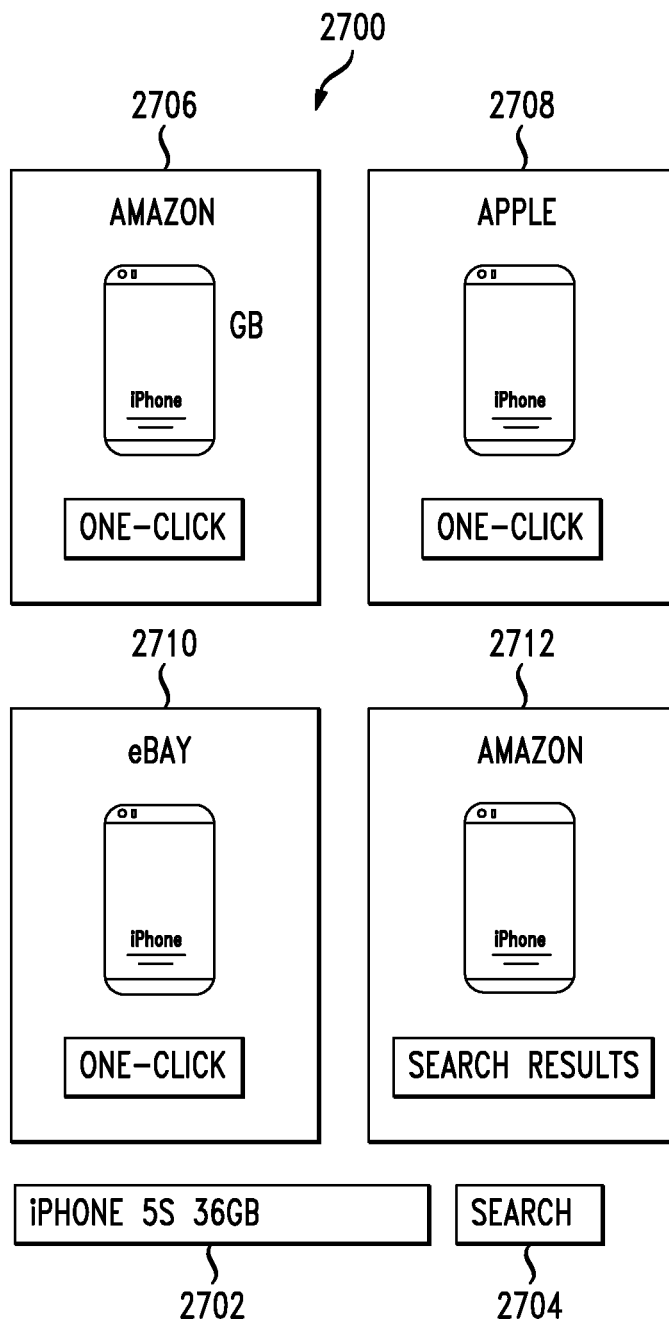 2700
2706 2708
AMAZON APPLE
GB
iPhone iPhone
ONE-CLICK ONE-CLICK
2710 2712
eBAY AMAZON
iPhone iPhone
ONE-CLICK SEARCH RESULTS
iPHONE 5S 36GB SEARCH
2702 2704